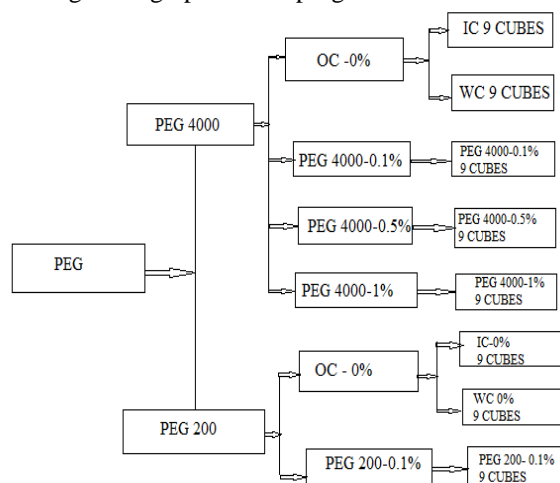 IC 9 CUBES
OC -0%
WC 9 CUBES
PEG 4000
PEG 4000-0.1%
PEG 4000-0.1%
9 CUBES
PEG 4000-0.5%
PEG 4000-0.5%
9 CUBES
PEG
PEG 4000-1%
PEG 4000-1%
9 CUBES
IC-0%
9 CUBES
OC - 0%
WC 0%
9 CUBES
PEG 200
PEG 200-0.1%
PEG 200- 0.1%
9 CUBES